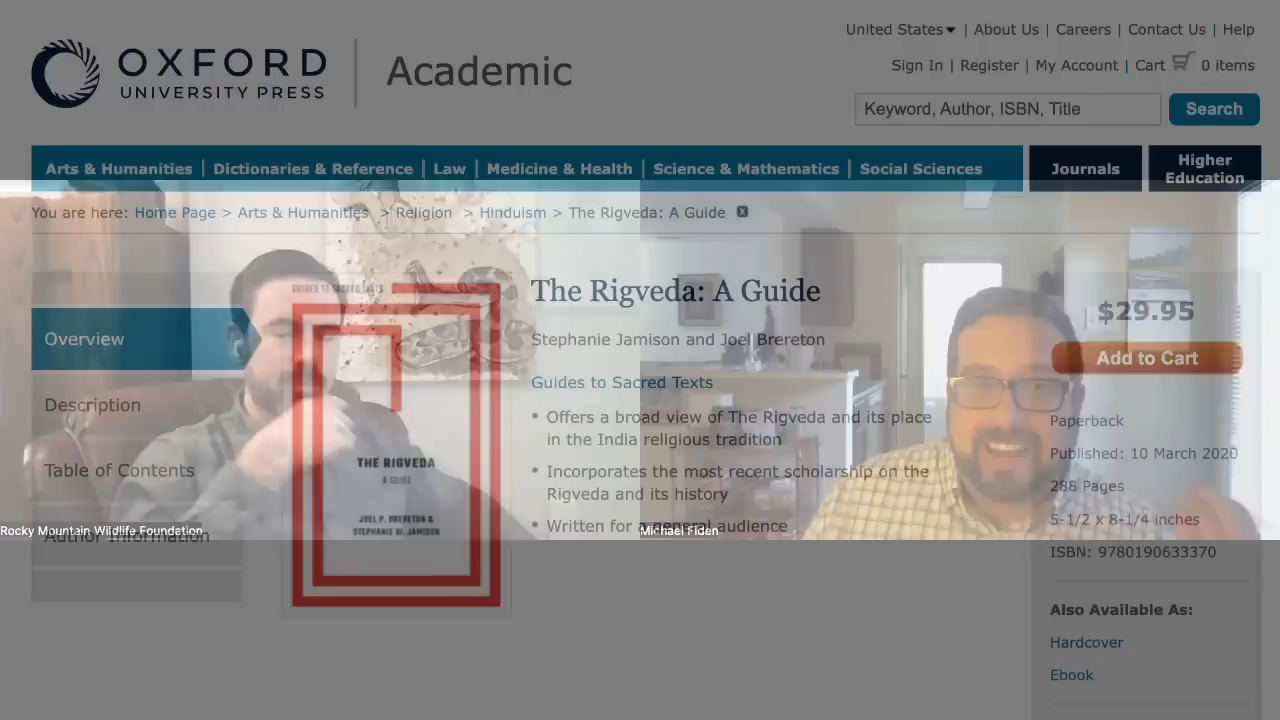 United States | About Us | Careers | Contact Us | Help
OXFORD
UNIVERSITY PRESS
Academic
Sign In | Register | My Account | Cart 0 items
Keyword, Author, ISBN, Title
Search
Arts & Humanities | Dictionaries & Reference | Law | Medicine & Health | Science & Mathematics | Social Sciences
Journals
Higher
Education
You are here: Home Page > Arts & Humanities > Religion > Hinduism > The Rigveda: A Guide
GUIDES TO SACRED TEXTS
The Rigveda: A Guide
$29.95
Overview
Stephanie Jamison and Joel Brereton
Add to Cart
Guides to Sacred Texts
Description
• Offers a broad view of The Rigveda and its place
in the India religious tradition
Paperback
Published: 10 March 2020
THE RIGVEDA
A GUIDE
Table of Contents
• Incorporates the most recent scholarship on the
Rigveda and its history
288 Pages
JOEL P. BRERETON &
STEPHANIE W. JAMISON
• Written for a general audience
5-1/2 x 8-1/4 inches
Rocky Mountain Wildlife Foundation
Author Information
Michael Fiden
ISBN: 9780190633370
Also Available As:
Hardcover
Ebook